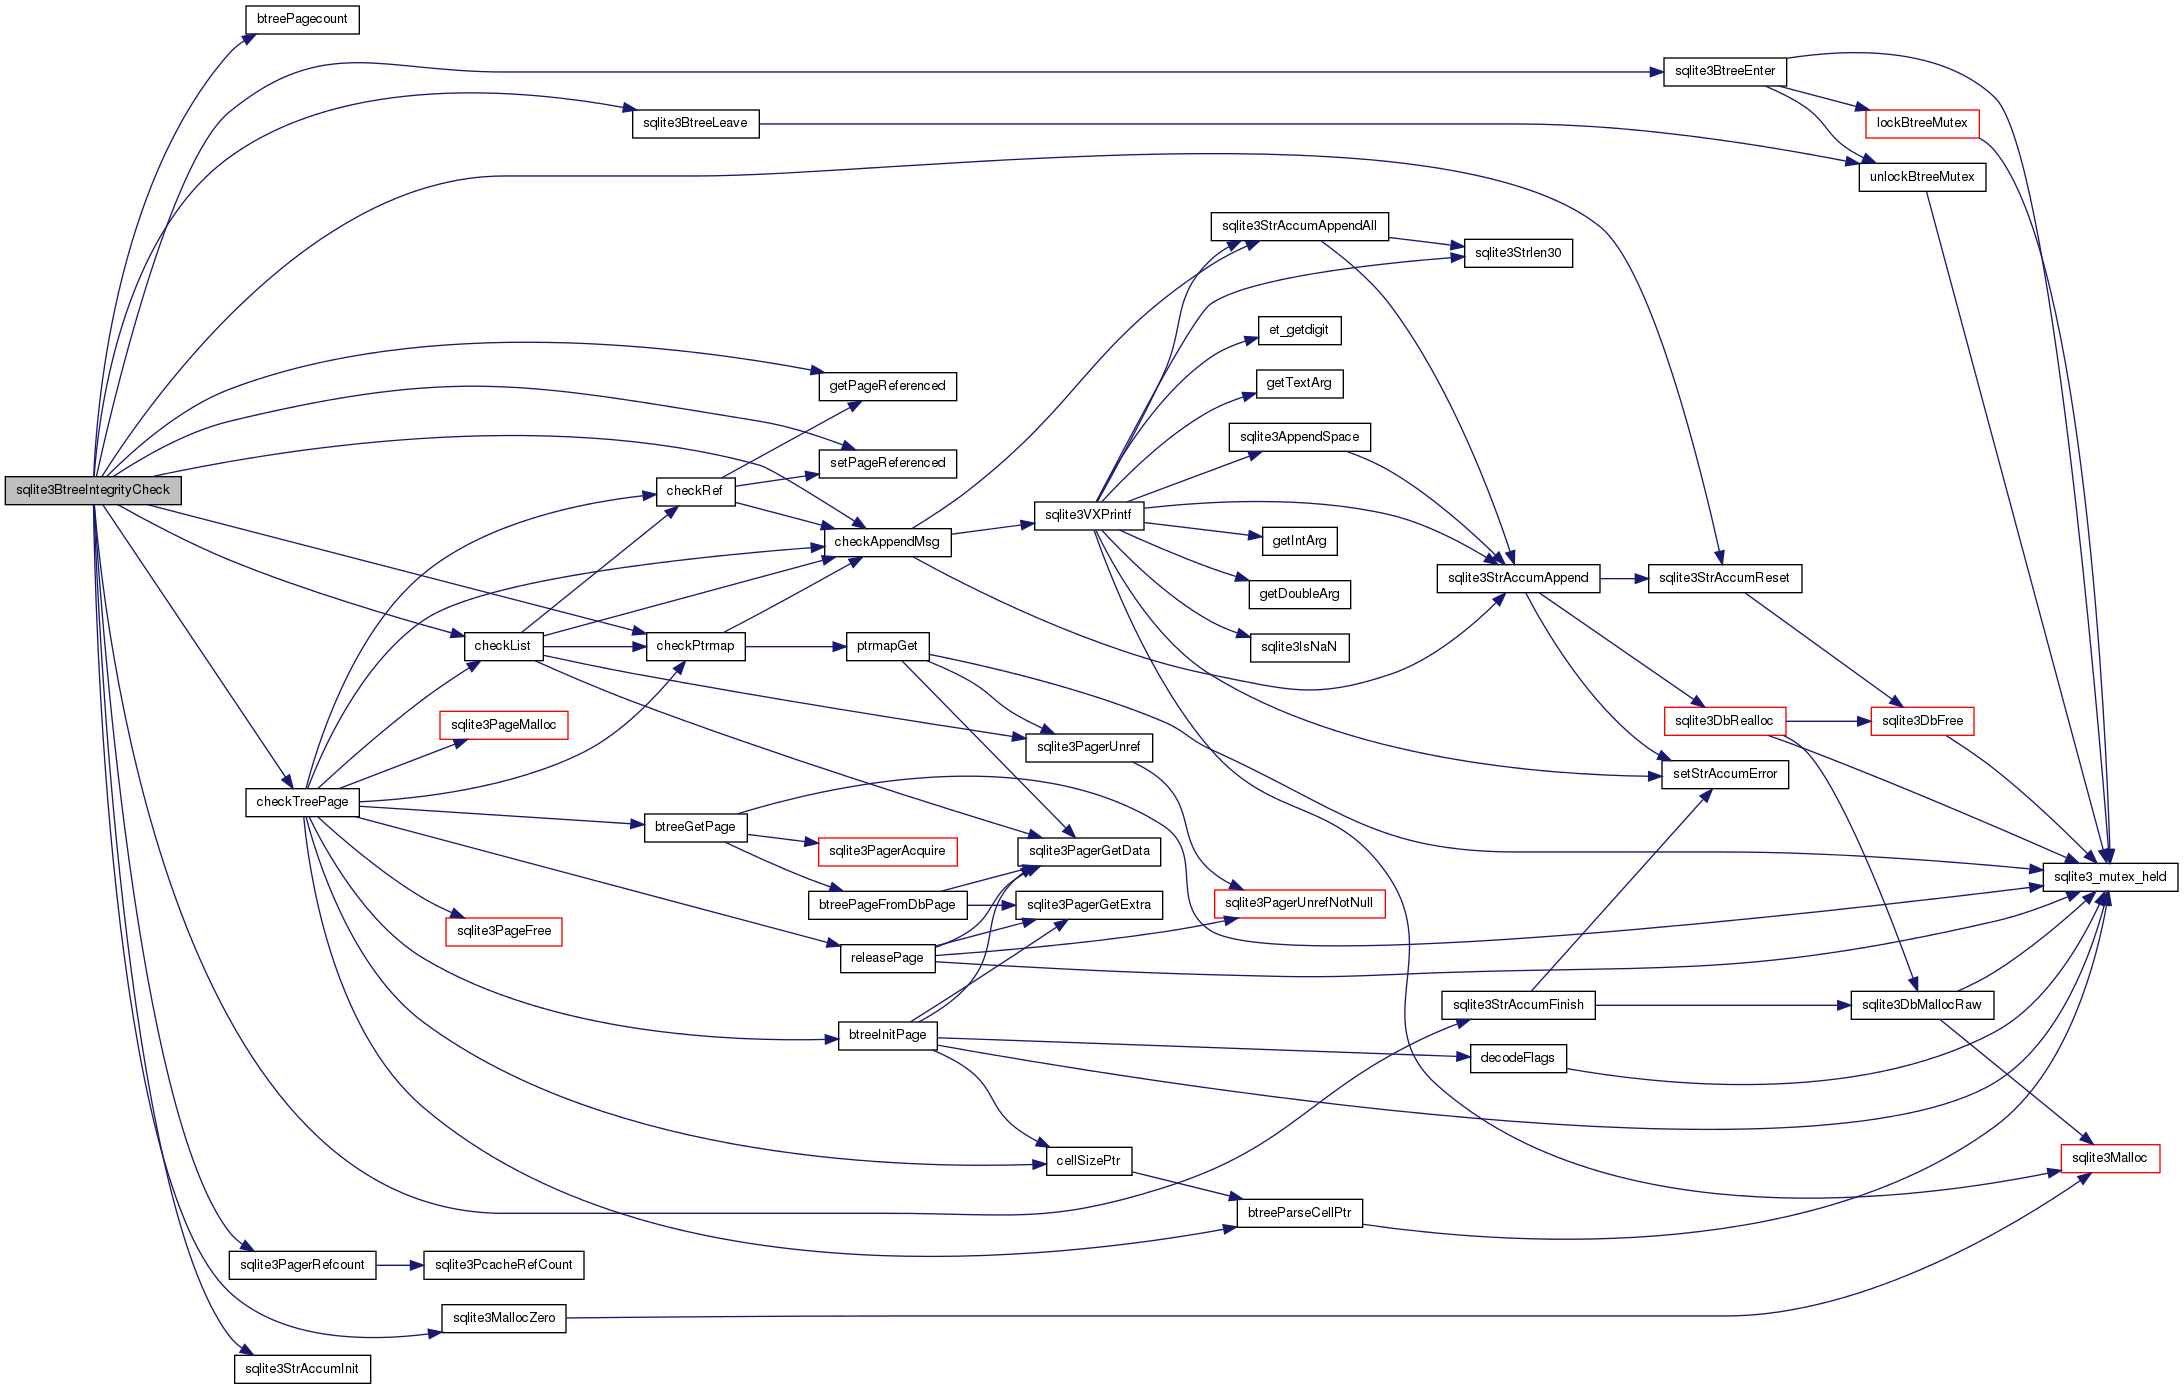 btreePagecount
sqlite3BtreeEnter
sqlite3BtreeLeave
lockBtreeMutex
unlockBtreeMutex
sqlite3StrAccumAppendAll
sqlite3Strlen30
et_getdigit
getPageReferenced
getTextArg
sqlite3AppendSpace
setPageReferenced
sqlite3BtreeIntegrityCheck
checkRef
sqlite3VXPrintf
checkAppendMsg
getIntArg
sqlite3StrAccumAppend
sqlite3StrAccumReset
getDoubleArg
checkList
checkPtrmap
ptrmapGet
sqlite3IsNaN
sqlite3PageMalloc
sqlite3DbRealloc
sqlite3DbFree
sqlite3PagerUnref
setStrAccumError
checkTreePage
btreeGetPage
sqlite3PagerAcquire
sqlite3PagerGetData
sqlite3_mutex_held
btreePageFromDbPage
sqlite3PagerGetExtra
sqlite3PagerUnrefNotNull
sqlite3PageFree
releasePage
sqlite3StrAccumFinish
sqlite3DbMallocRaw
btreeInitPage
decodeFlags
cellSizePtr
sqlite3Malloc
btreeParseCellPtr
sqlite3PagerRefcount
sqlite3PcacheRefCount
sqlite3MallocZero
sqlite3StrAccumInit